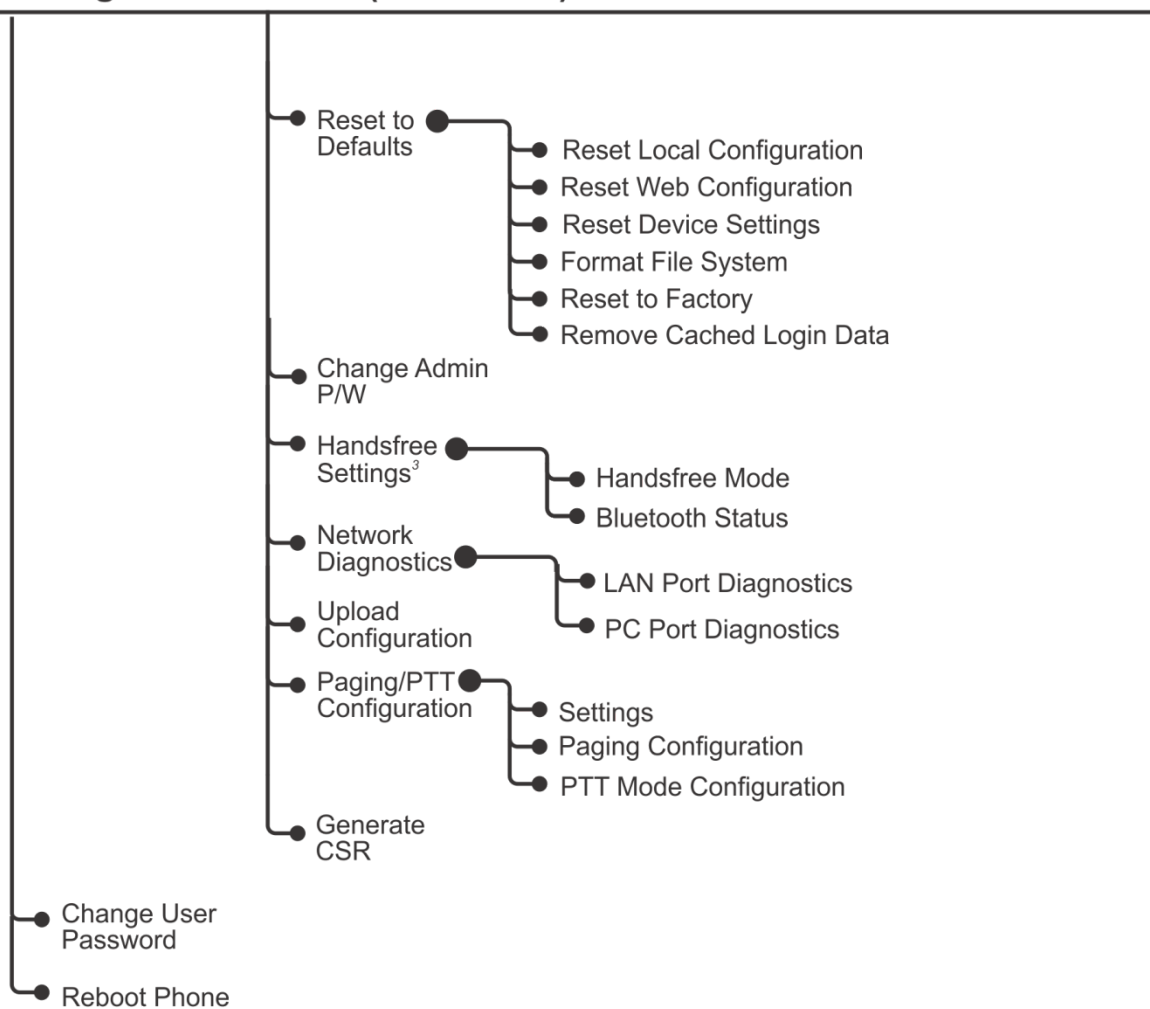 Reset to
Defaults
Reset Local Configuration
Reset Web Configuration
Reset Device Settings
Format File System
Reset to Factory
Remove Cached Login Data
Change Admin
P/W
Handsfree
Settings³
Handsfree Mode
Bluetooth Status
Network
Diagnostics
LAN Port Diagnostics
PC Port Diagnostics
Upload
Configuration
Paging/PTT
Configuration
Settings
Paging Configuration
PTT Mode Configuration
Generate
CSR
Change User
Password
Reboot Phone